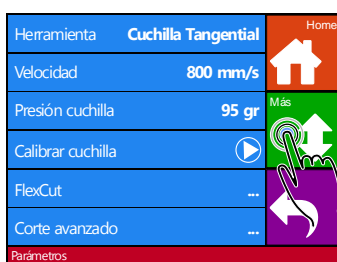 Herramienta Cuchilla Tangential
Home
Velocidad 800 mm/s
Presión cuchilla 95 gr
Más
Calibrar cuchilla
FlexCut ...
Corte avanzado ...
Parámetros